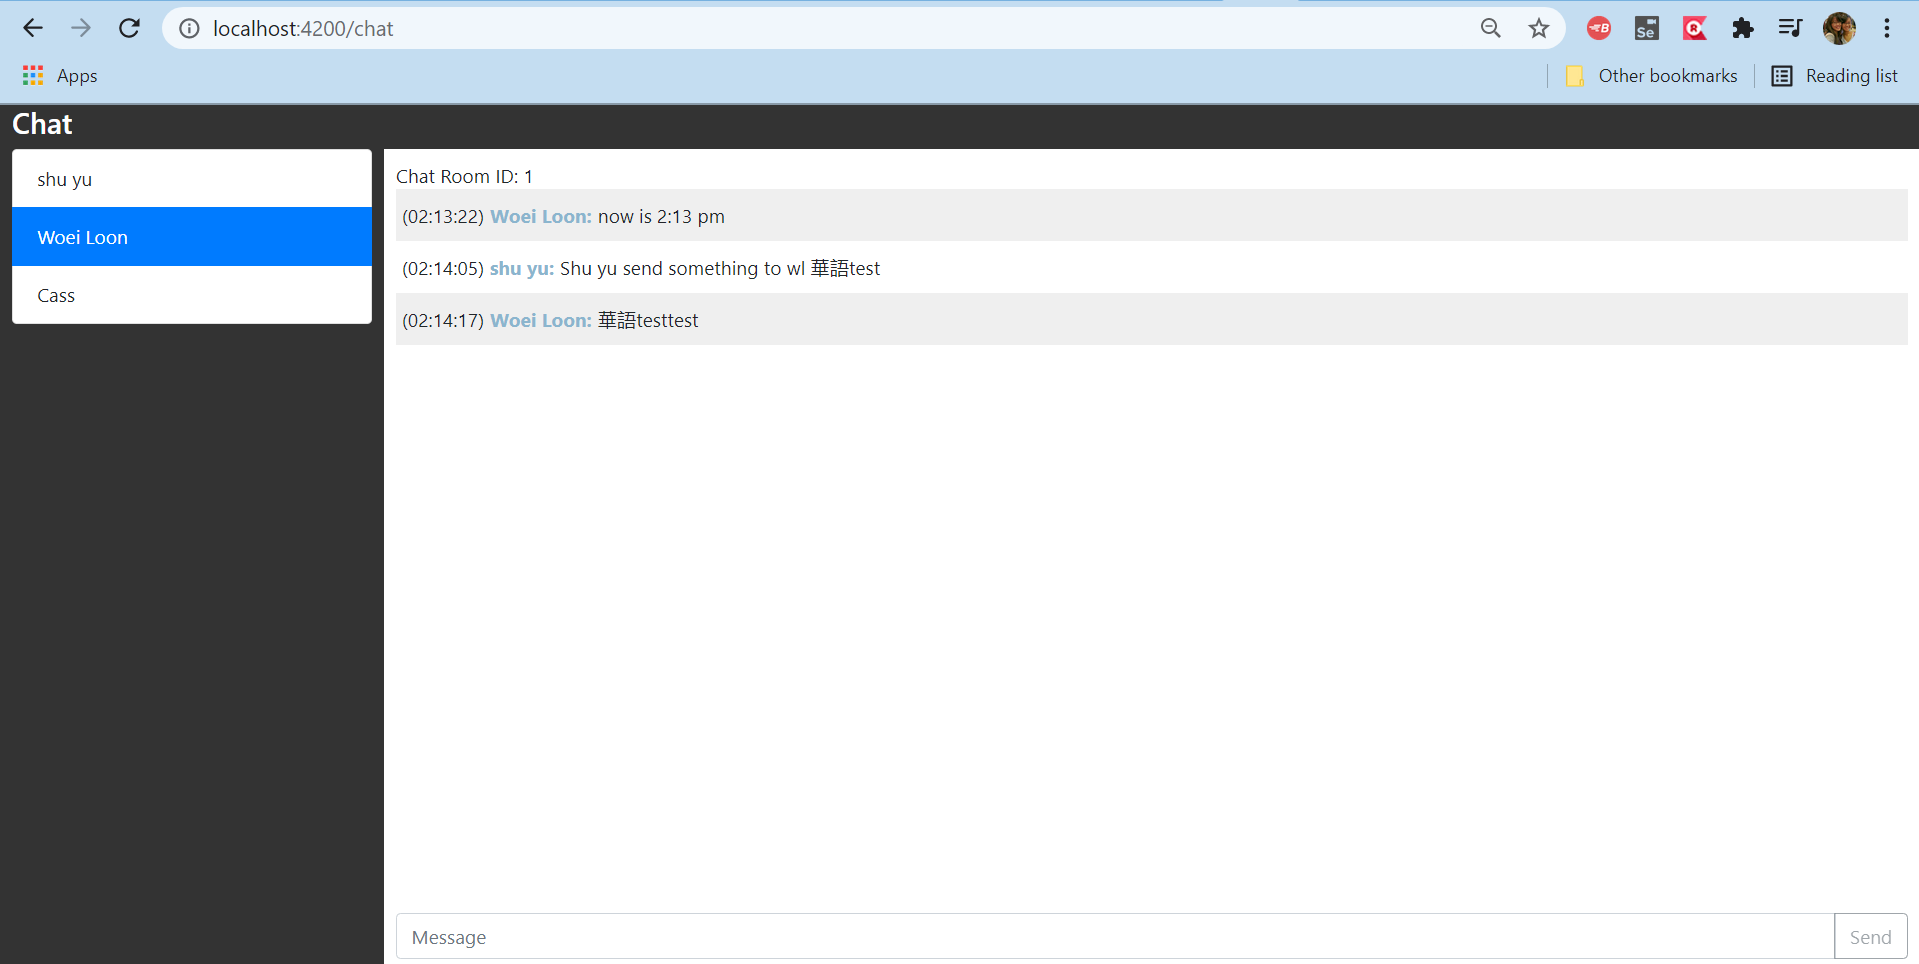 localhost:4200/chat
Se
B
Apps
Other bookmarks
Reading list
Chat
shu yu
Woei Loon
Cass
Chat Room ID: 1
(02:13:22) Woei Loon: now is 2:13 pm
(02:14:05) shu yu: Shu yu send something to wl 華語test
(02:14:17) Woei Loon: 華語testtest
Message
Send